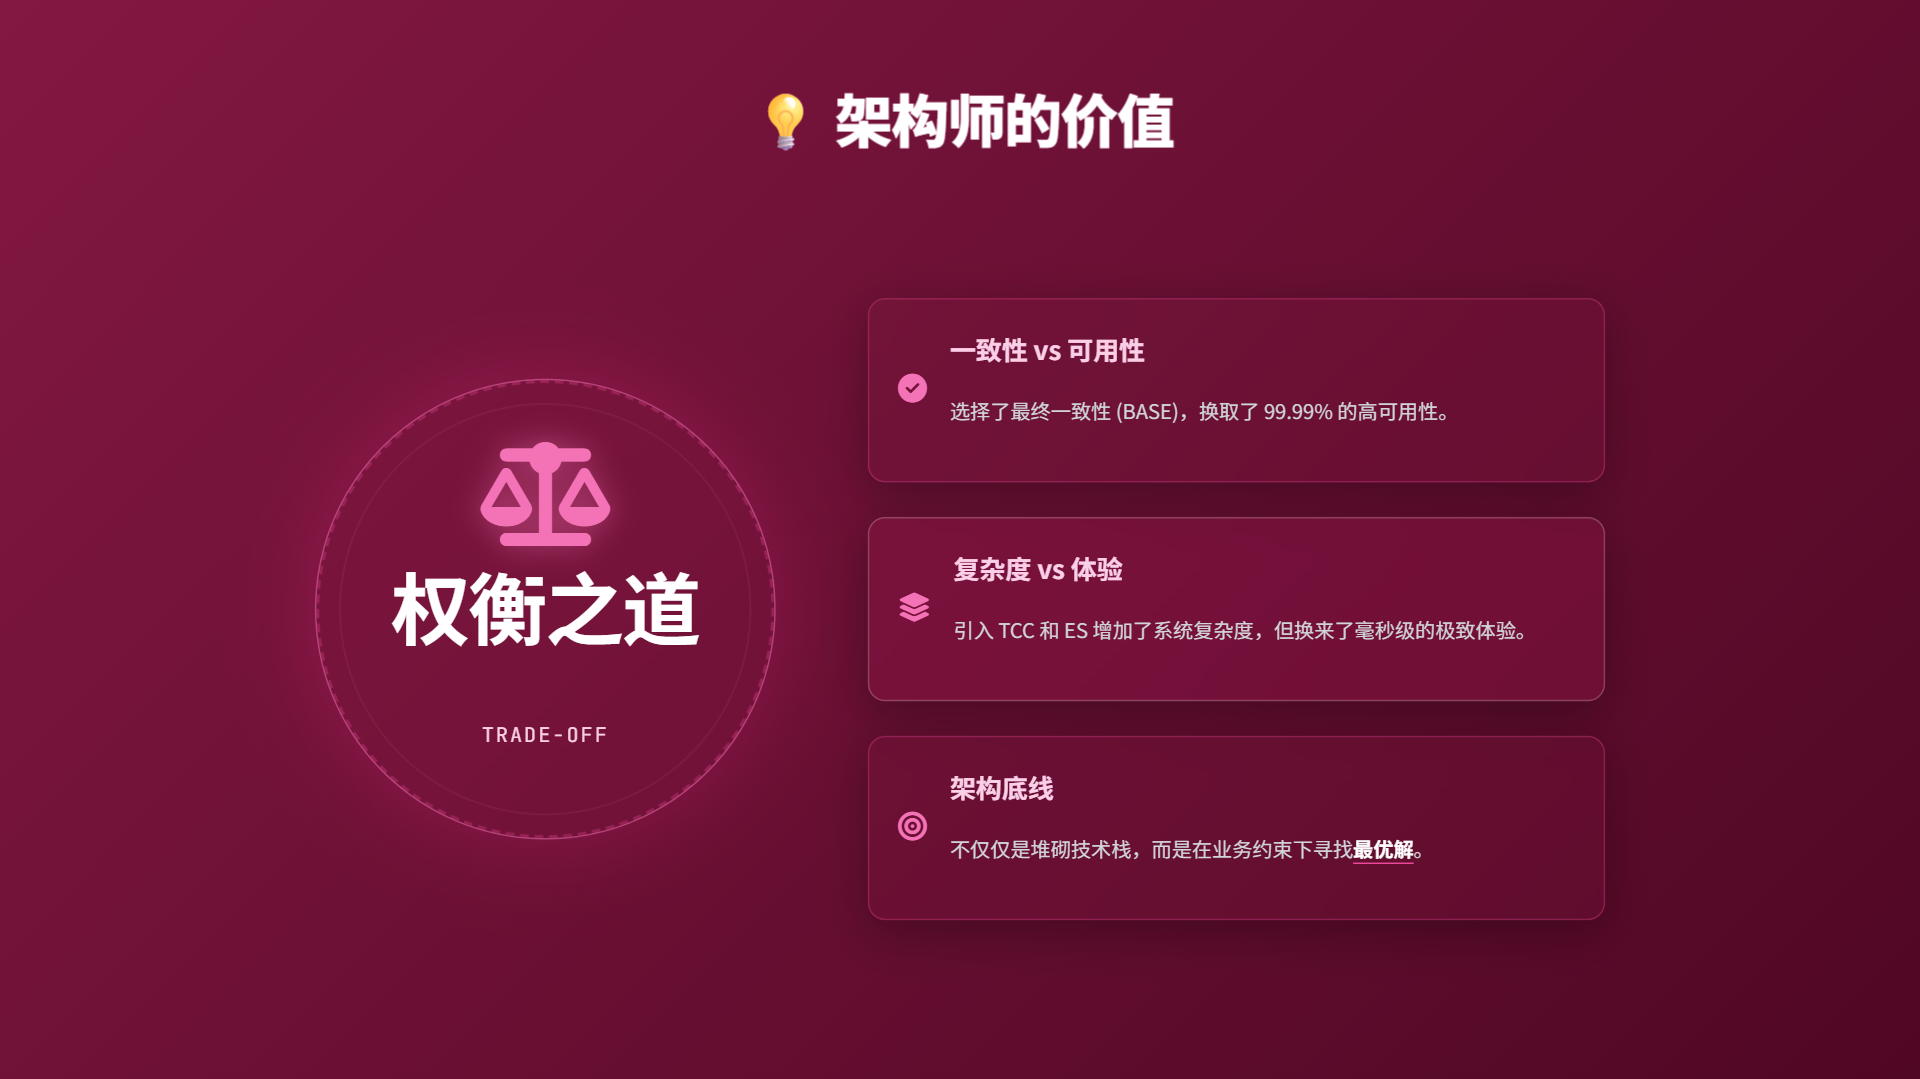 💡 架构师的价值
权衡之道
TRADE-OFF
一致性 vs 可用性
选择了最终一致性 (BASE)，换取了 99.99% 的高可用性。
复杂度 vs 体验
引入 TCC 和 ES 增加了系统复杂度，但换来了毫秒级的极致体验。
架构底线
不仅仅是堆砌技术栈，而是在业务约束下寻找最优解。